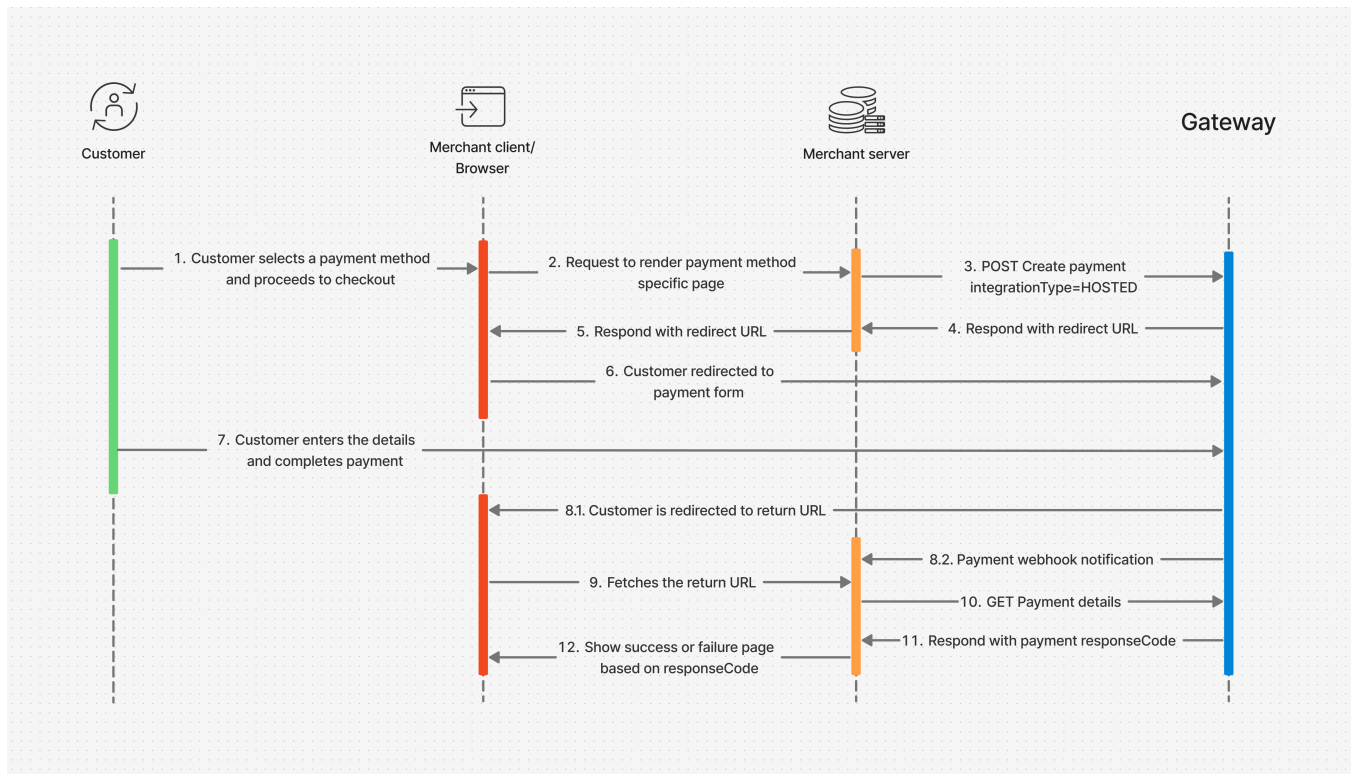 Customer
Merchant client/
Browser
Merchant server
Gateway
1. Customer selects a payment method
and proceeds to checkout
2. Request to render payment method
specific page
3. POST Create payment
integrationType=HOSTED
4. Respond with redirect URL
5. Respond with redirect URL
6. Customer redirected to
payment form
7. Customer enters the details
and completes payment
8.1. Customer is redirected to return URL
8.2. Payment webhook notification
9. Fetches the return URL
10. GET Payment details
11. Respond with payment responseCode
12. Show success or failure page
based on responseCode